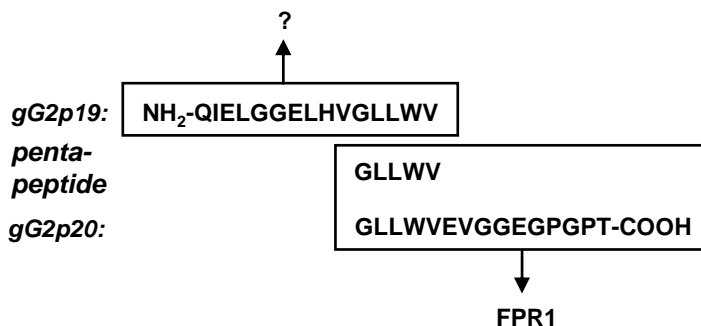 ?
gG2p19: NH₂-QIELGGELHVGLLWV
penta-
peptide GLLWV
gG2p20: GLLWVEVGGEGPGPT-COOH
FPR1